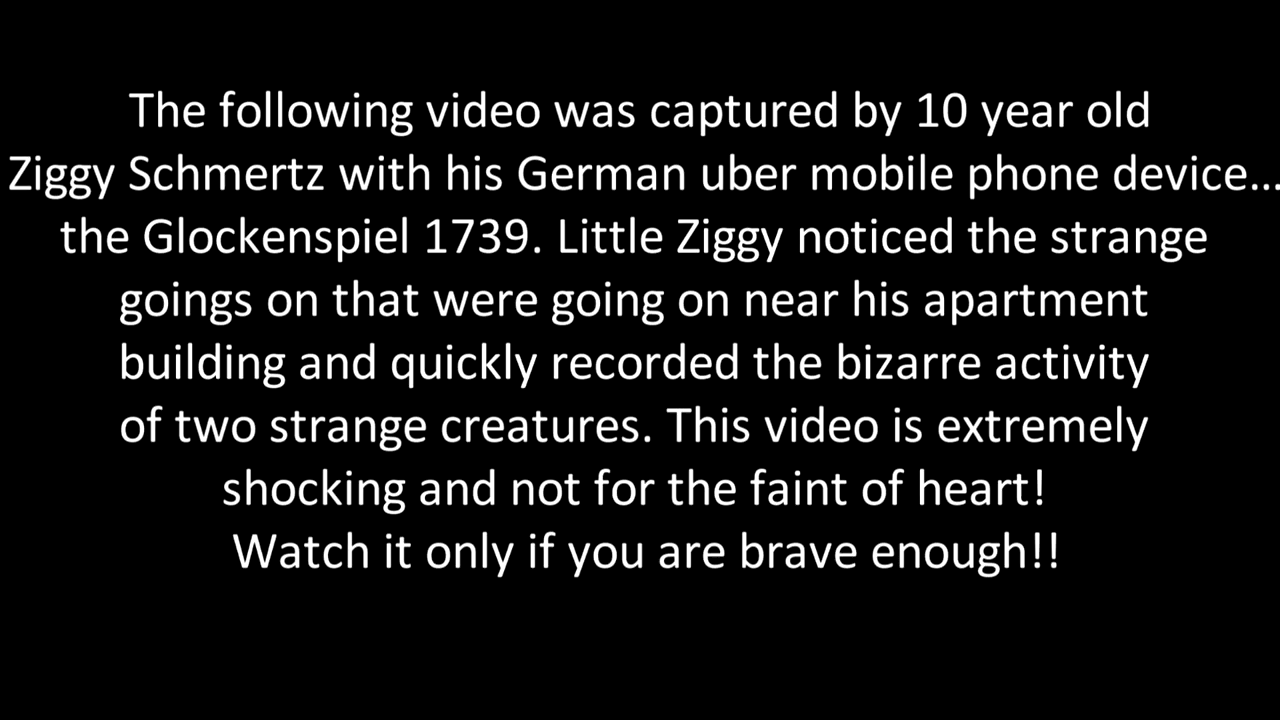 The following video was captured by 10 year old
Ziggy Schmertz with his German uber mobile phone device...
the Glockenspiel 1739. Little Ziggy noticed the strange
goings on that were going on near his apartment
building and quickly recorded the bizarre activity
of two strange creatures. This video is extremely
shocking and not for the faint of heart!
Watch it only if you are brave enough!!